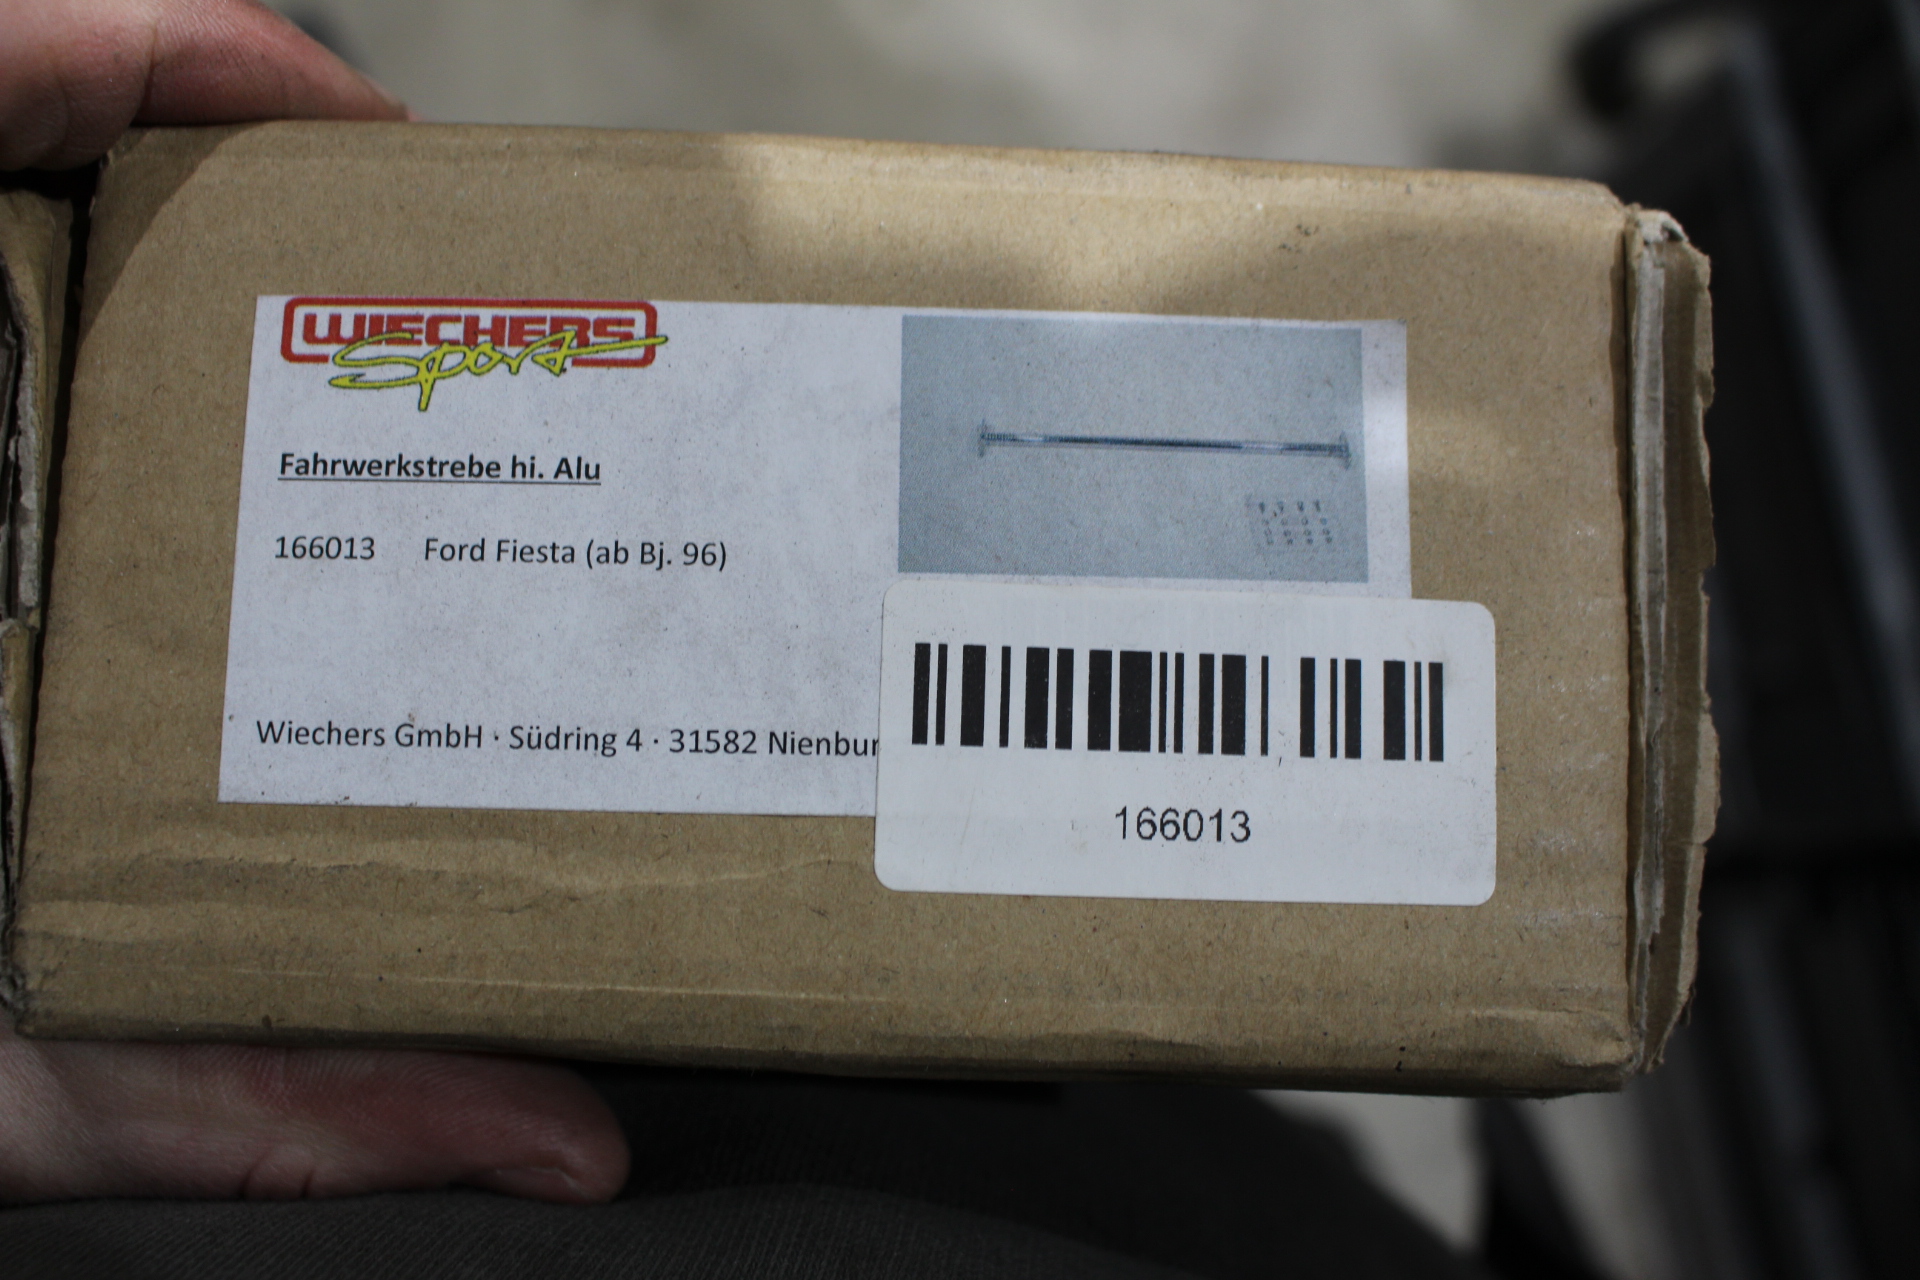 WIECHERS
Sport
Fahrwerkstrebe hi. Alu
166013 Ford Fiesta (ab Bj. 96)
Wiechers GmbH · Südring 4 · 31582 Nienbur
166013